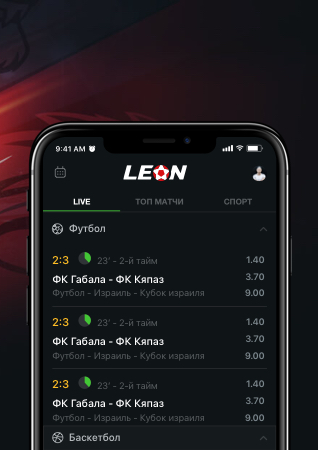 9:41 AM
LEON
LIVE ТОП МАТЧИ СПОРТ
Футбол
2:3 23' - 2-й тайм 1.40
ФК Габала - ФК Кяпаз 3.70
Футбол - Израиль - Кубок израиля 9.00
2:3 23' - 2-й тайм 1.40
ФК Габала - ФК Кяпаз 3.70
Футбол - Израиль - Кубок израиля 9.00
2:3 23' - 2-й тайм 1.40
ФК Габала - ФК Кяпаз 3.70
Футбол - Израиль - Кубок израиля 9.00
Баскетбол